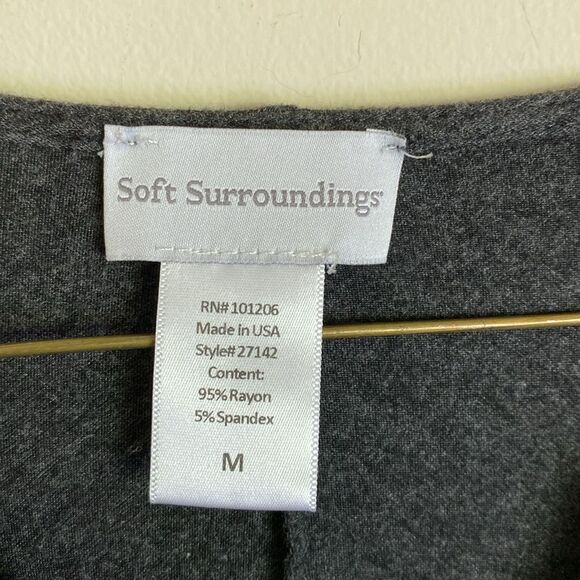 Soft Surroundings
RN# 101206
Made In USA
Style# 27142
Content:
95% Rayon
5% Spandex
M